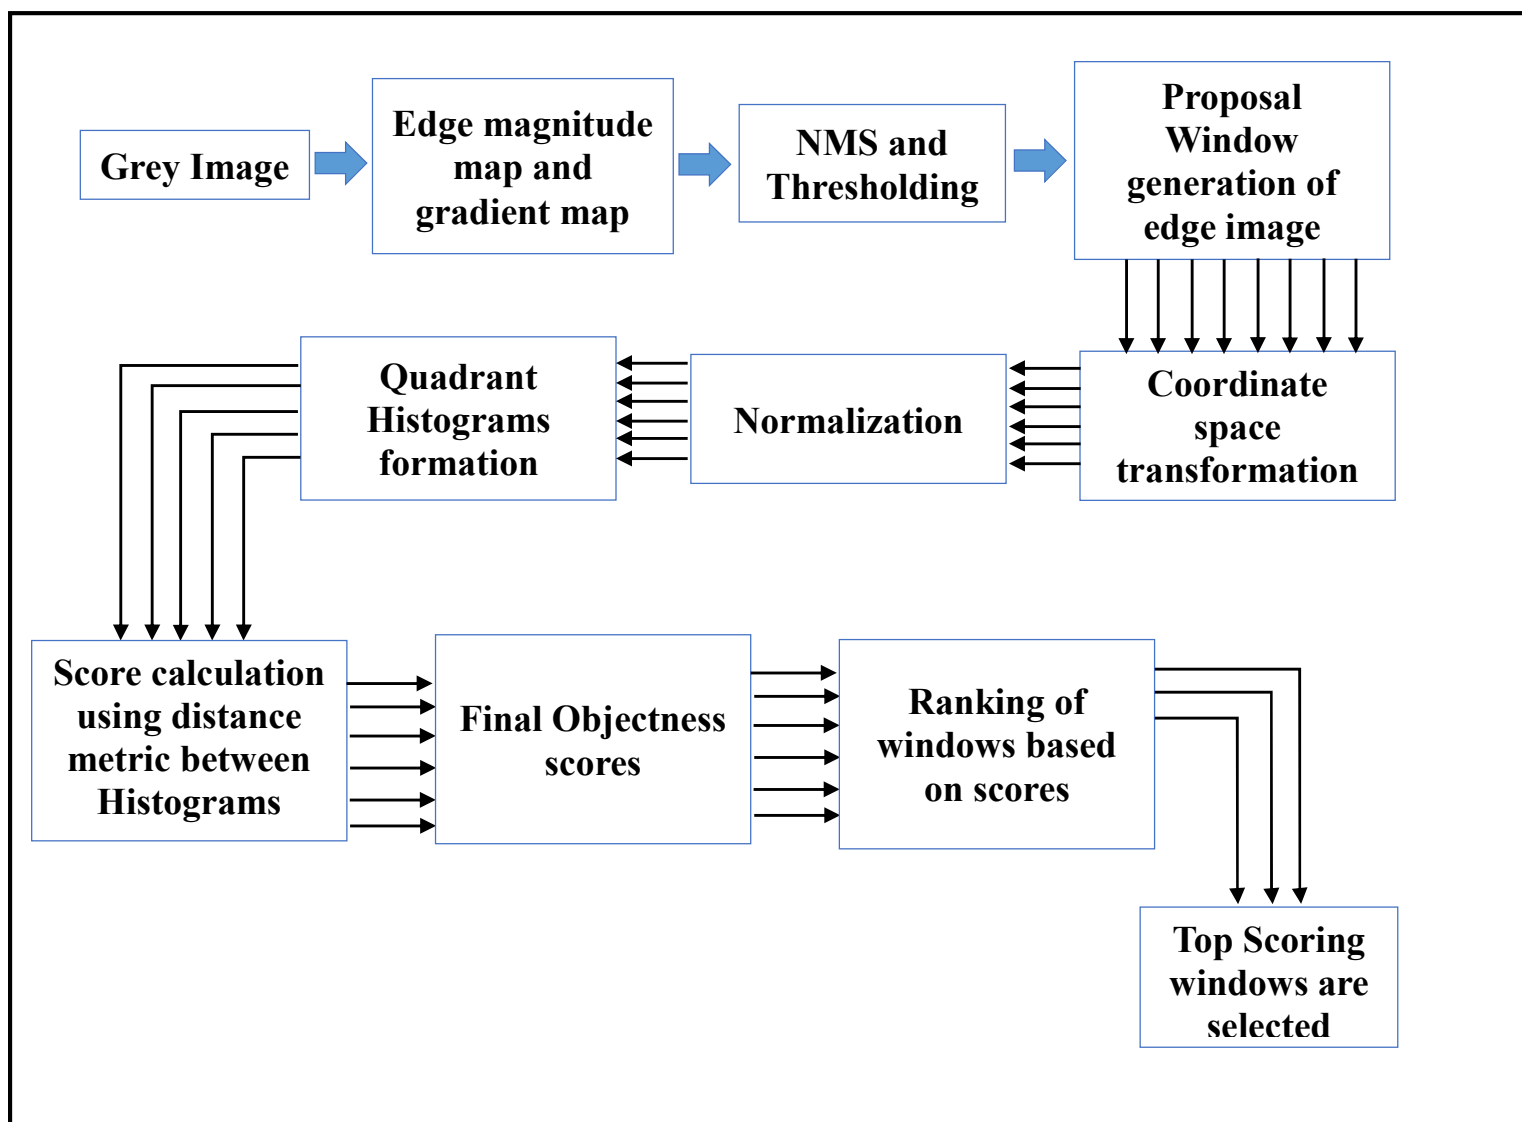 Grey Image
Edge magnitude
map and
gradient map
NMS and
Thresholding
Proposal
Window
generation of
edge image
Coordinate
space
transformation
Normalization
Quadrant
Histograms
formation
Score calculation
using distance
metric between
Histograms
Final Objectness
scores
Ranking of
windows based
on scores
Top Scoring
windows are
selected